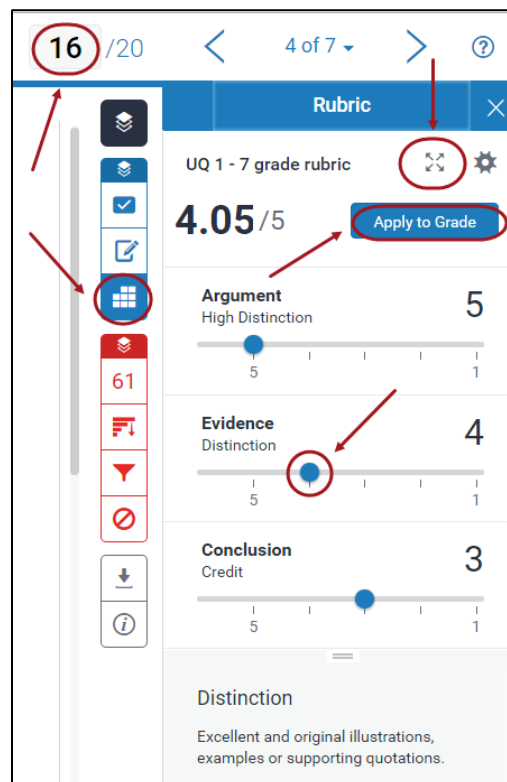 16 /20
4 of 7
?
Rubric
UQ 1 - 7 grade rubric
4.05/5
Apply to Grade
Argument
High Distinction
5
5 1
61
Evidence
Distinction
4
5 1
Conclusion
Credit
3
5 1
i
Distinction
Excellent and original illustrations,
examples or supporting quotations.